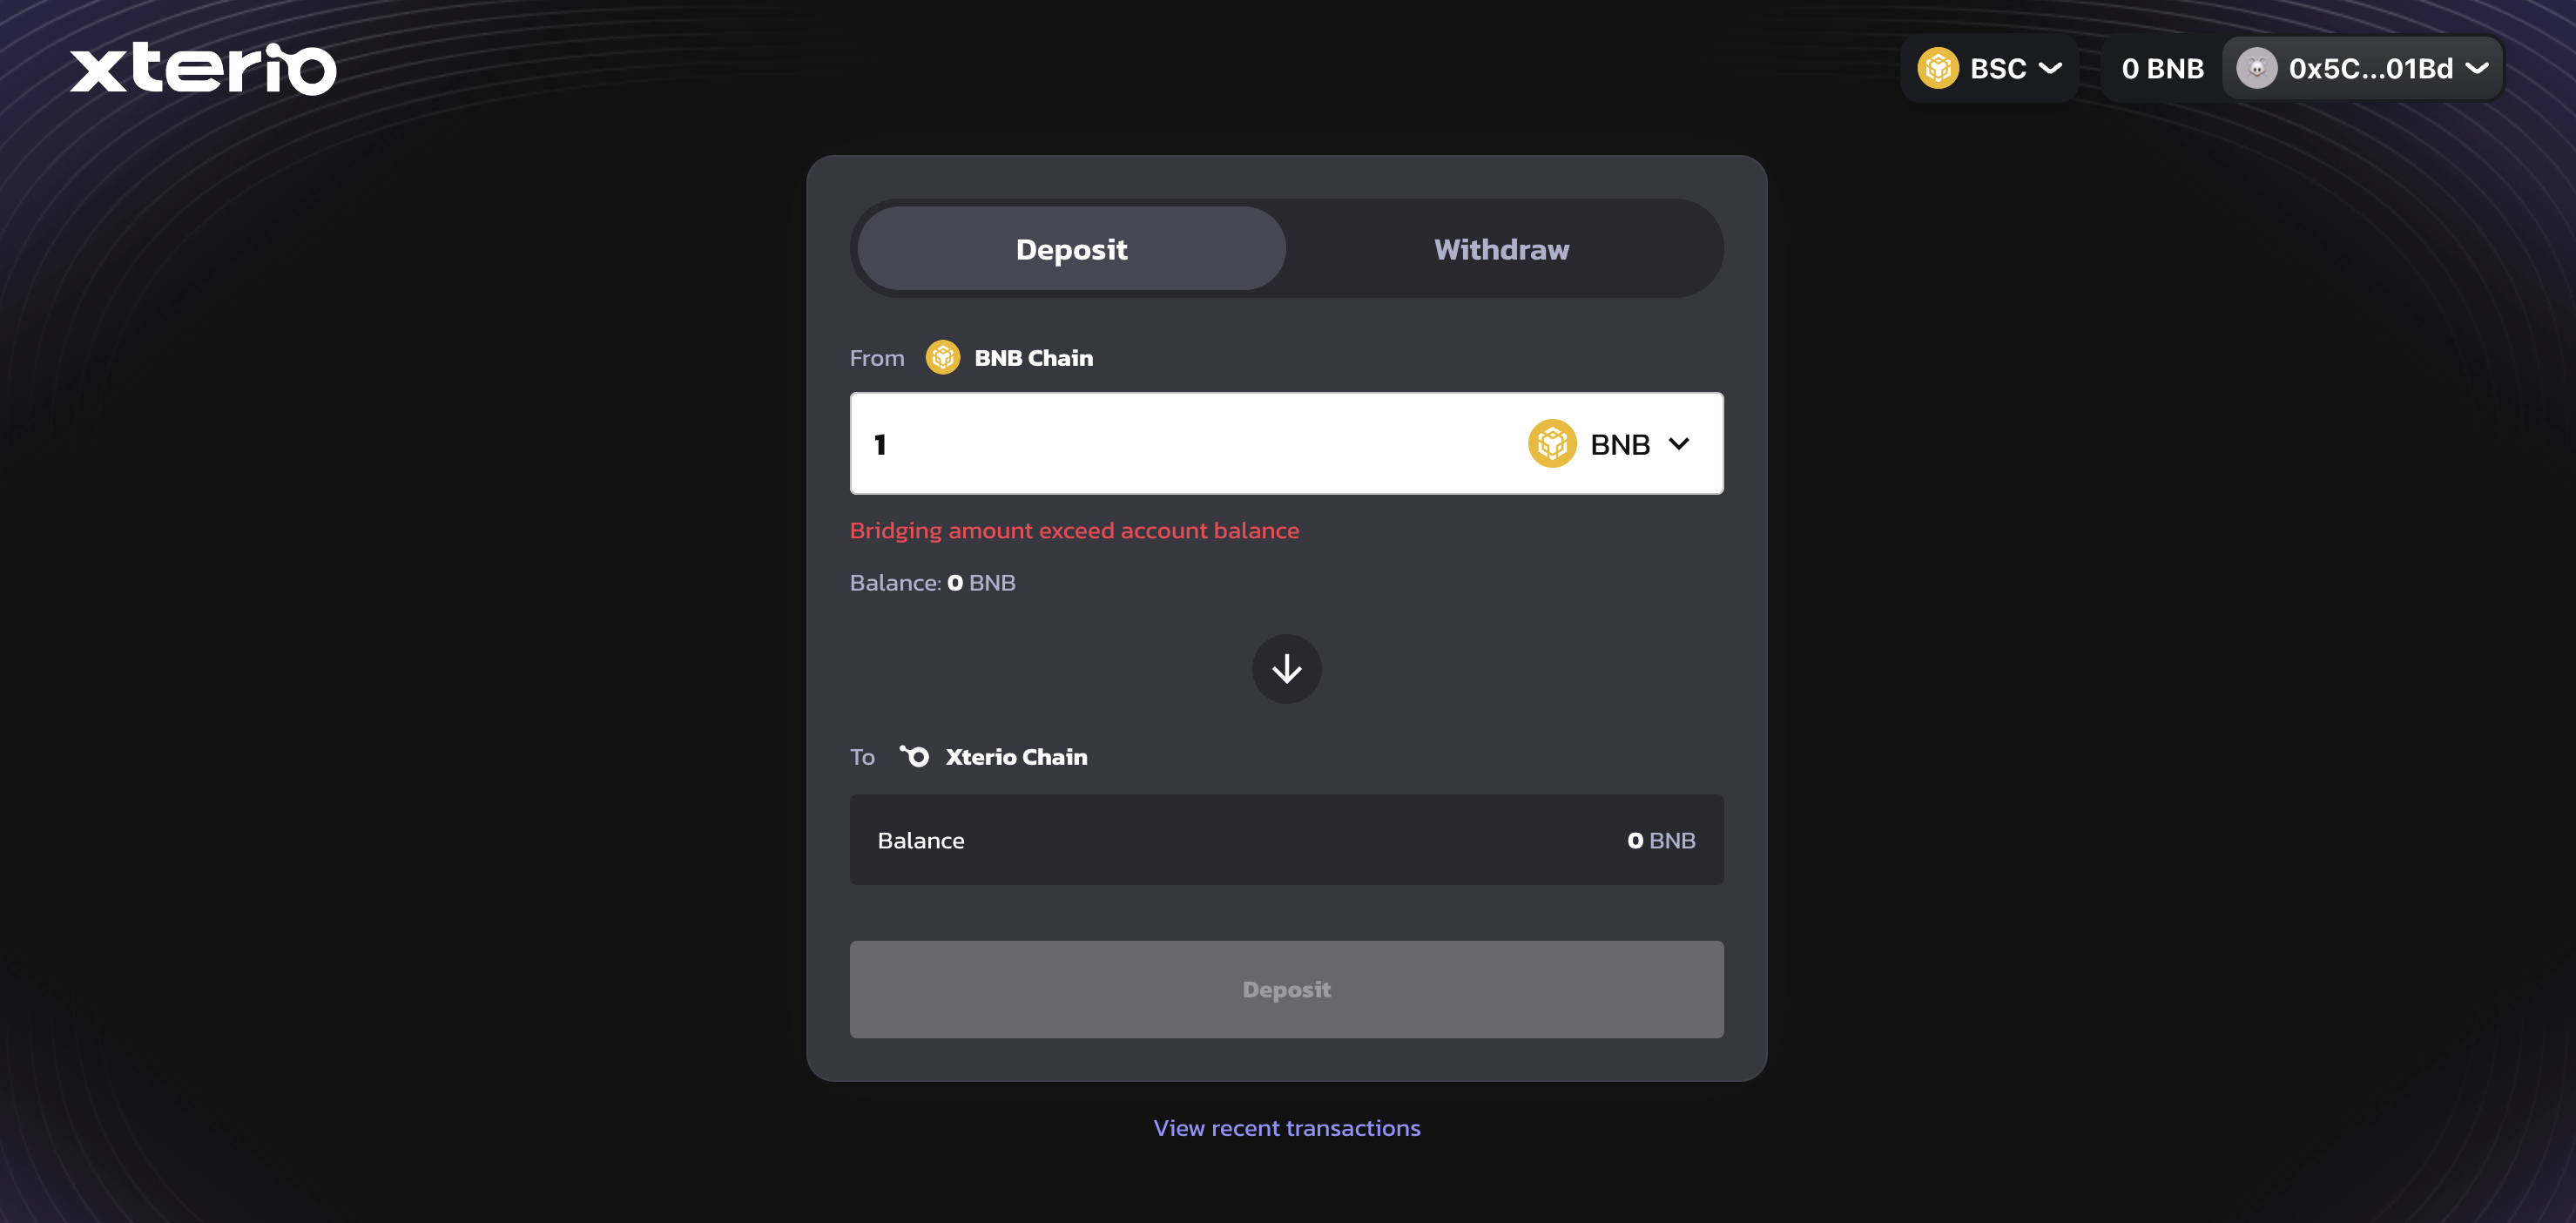 xterio
BSC
0 BNB
0x5C...01Bd
Deposit
Withdraw
From BNB Chain
1 BNB
Bridging amount exceed account balance
Balance: 0 BNB
To Xterio Chain
Balance 0 BNB
Deposit
View recent transactions